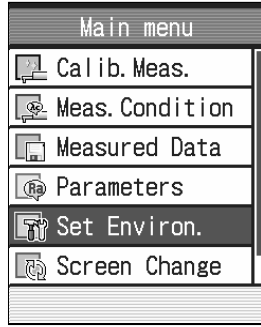 Main menu
Calib. Meas.
Meas. Condition
Measured Data
Parameters
Set Environ.
Screen Change